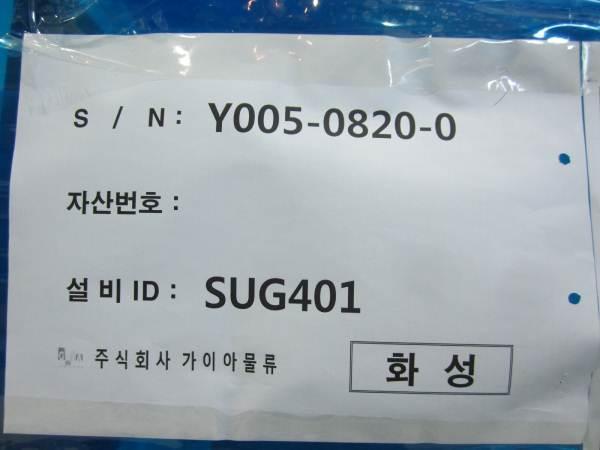 S / N : Y005-0820-0
자산번호 :
설비 ID : SUG401
주식회사 가이아물류
화성